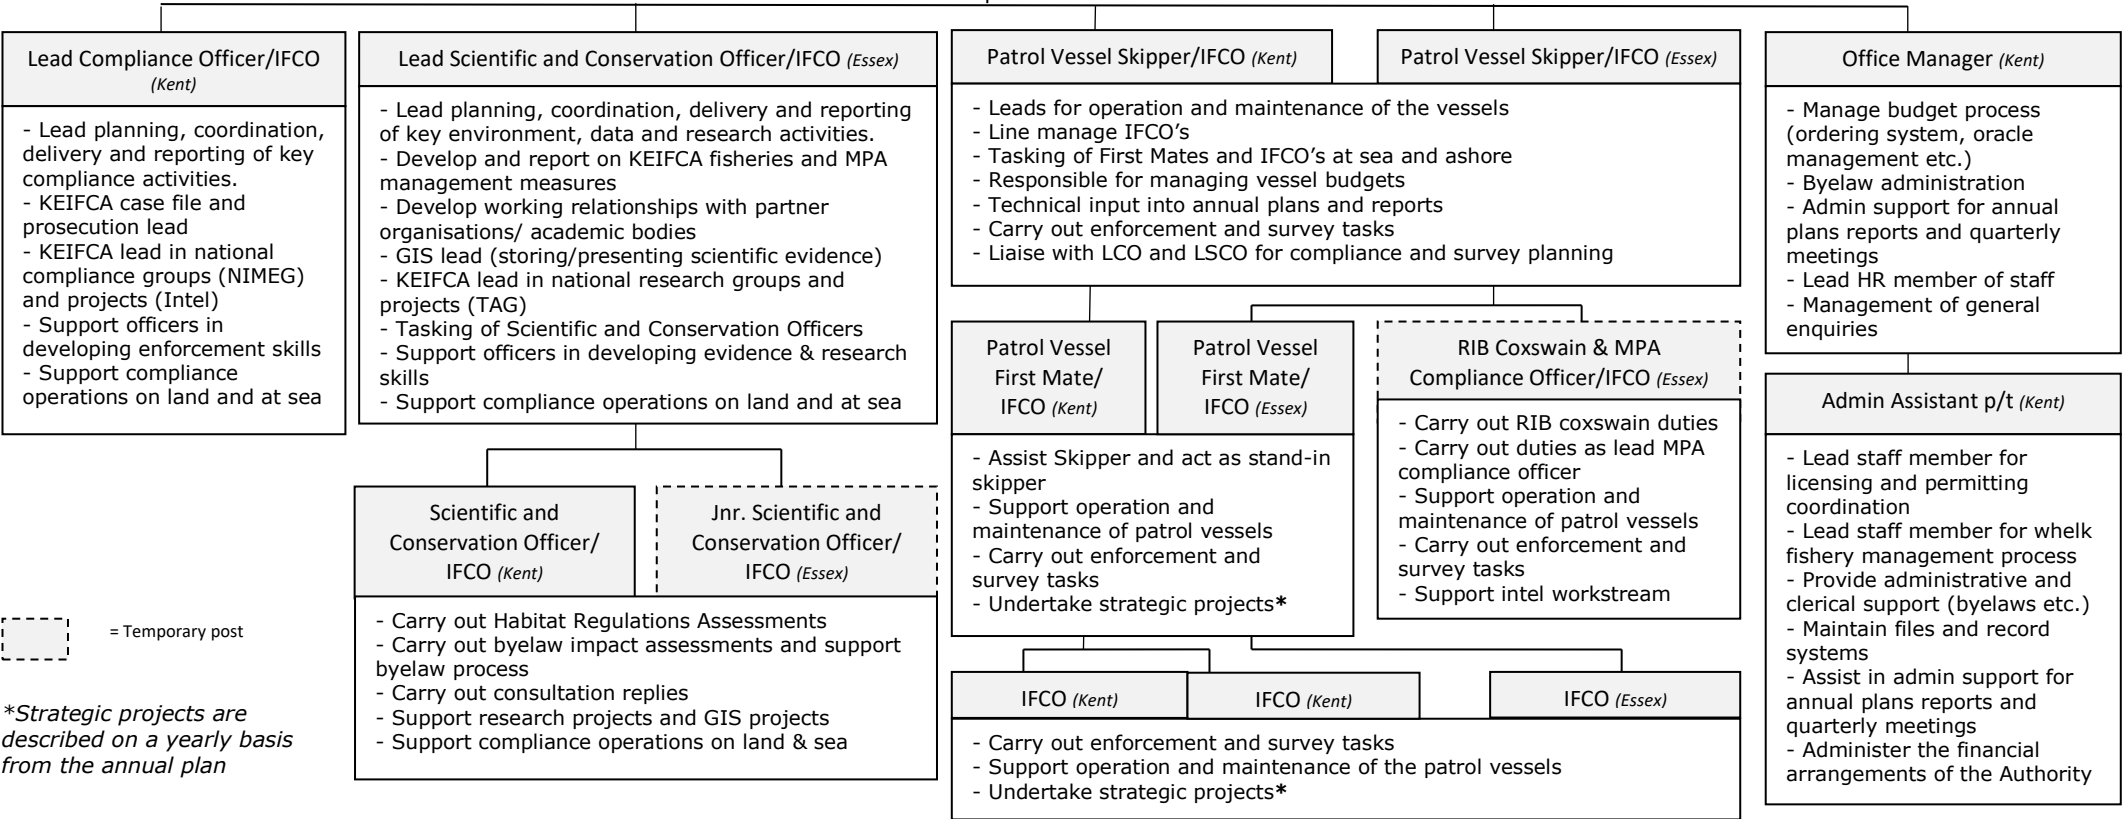 Lead Compliance Officer/IFCO
(Kent)
- Lead planning, coordination,
delivery and reporting of key
compliance activities.
- KEIFCA case file and
prosecution lead
- KEIFCA lead in national
compliance groups (NIMEG)
and projects (Intel)
- Support officers in
developing enforcement skills
- Support compliance
operations on land and at sea
Lead Scientific and Conservation Officer/IFCO (Essex)
- Lead planning, coordination, delivery and reporting
of key environment, data and research activities.
- Develop and report on KEIFCA fisheries and MPA
management measures
- Develop working relationships with partner
organisations/ academic bodies
- GIS lead (storing/presenting scientific evidence)
- KEIFCA lead in national research groups and
projects (TAG)
- Tasking of Scientific and Conservation Officers
- Support officers in developing evidence & research
skills
- Support compliance operations on land and at sea
Scientific and
Conservation Officer/
IFCO (Kent)
Jnr. Scientific and
Conservation Officer/
IFCO (Essex)
- Carry out Habitat Regulations Assessments
- Carry out byelaw impact assessments and support
byelaw process
- Carry out consultation replies
- Support research projects and GIS projects
- Support compliance operations on land & sea
Patrol Vessel Skipper/IFCO (Kent)
Patrol Vessel Skipper/IFCO (Essex)
- Leads for operation and maintenance of the vessels
- Line manage IFCO's
- Tasking of First Mates and IFCO's at sea and ashore
- Responsible for managing vessel budgets
- Technical input into annual plans and reports
- Carry out enforcement and survey tasks
- Liaise with LCO and LSCO for compliance and survey planning
Patrol Vessel
First Mate/
IFCO (Kent)
Patrol Vessel
First Mate/
IFCO (Essex)
- Assist Skipper and act as stand-in
skipper
- Support operation and
maintenance of patrol vessels
- Carry out enforcement and
survey tasks
- Undertake strategic projects*
RIB Coxswain & MPA
Compliance Officer/IFCO (Essex)
- Carry out RIB coxswain duties
- Carry out duties as lead MPA
compliance officer
- Support operation and
maintenance of patrol vessels
- Carry out enforcement and
survey tasks
- Support intel workstream
IFCO (Kent)
IFCO (Kent)
IFCO (Essex)
- Carry out enforcement and survey tasks
- Support operation and maintenance of the patrol vessels
- Undertake strategic projects*
Office Manager (Kent)
- Manage budget process
(ordering system, oracle
management etc.)
- Byelaw administration
- Admin support for annual
plans reports and quarterly
meetings
- Lead HR member of staff
- Management of general
enquiries
Admin Assistant p/t (Kent)
- Lead staff member for
licensing and permitting
coordination
- Lead staff member for whelk
fishery management process
- Provide administrative and
clerical support (byelaws etc.)
- Maintain files and record
systems
- Assist in admin support for
annual plans reports and
quarterly meetings
- Administer the financial
arrangements of the Authority
= Temporary post
*Strategic projects are
described on a yearly basis
from the annual plan